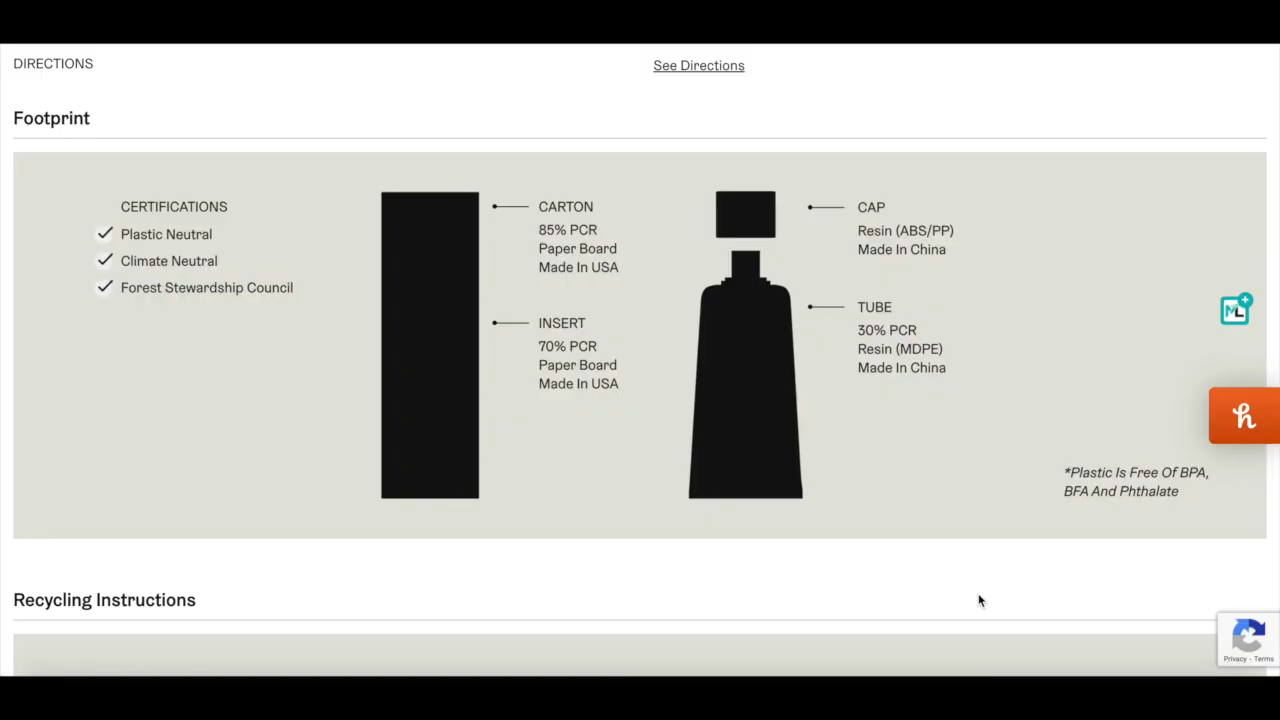 DIRECTIONS
See Directions
Footprint
CERTIFICATIONS
Plastic Neutral
Climate Neutral
Forest Stewardship Council
CARTON
85% PCR
Paper Board
Made In USA
INSERT
70% PCR
Paper Board
Made In USA
CAP
Resin (ABS/PP)
Made In China
TUBE
30% PCR
Resin (MDPE)
Made In China
*Plastic Is Free Of BPA,
BFA And Phthalate
ML
h
Recycling Instructions
Privacy - Terms